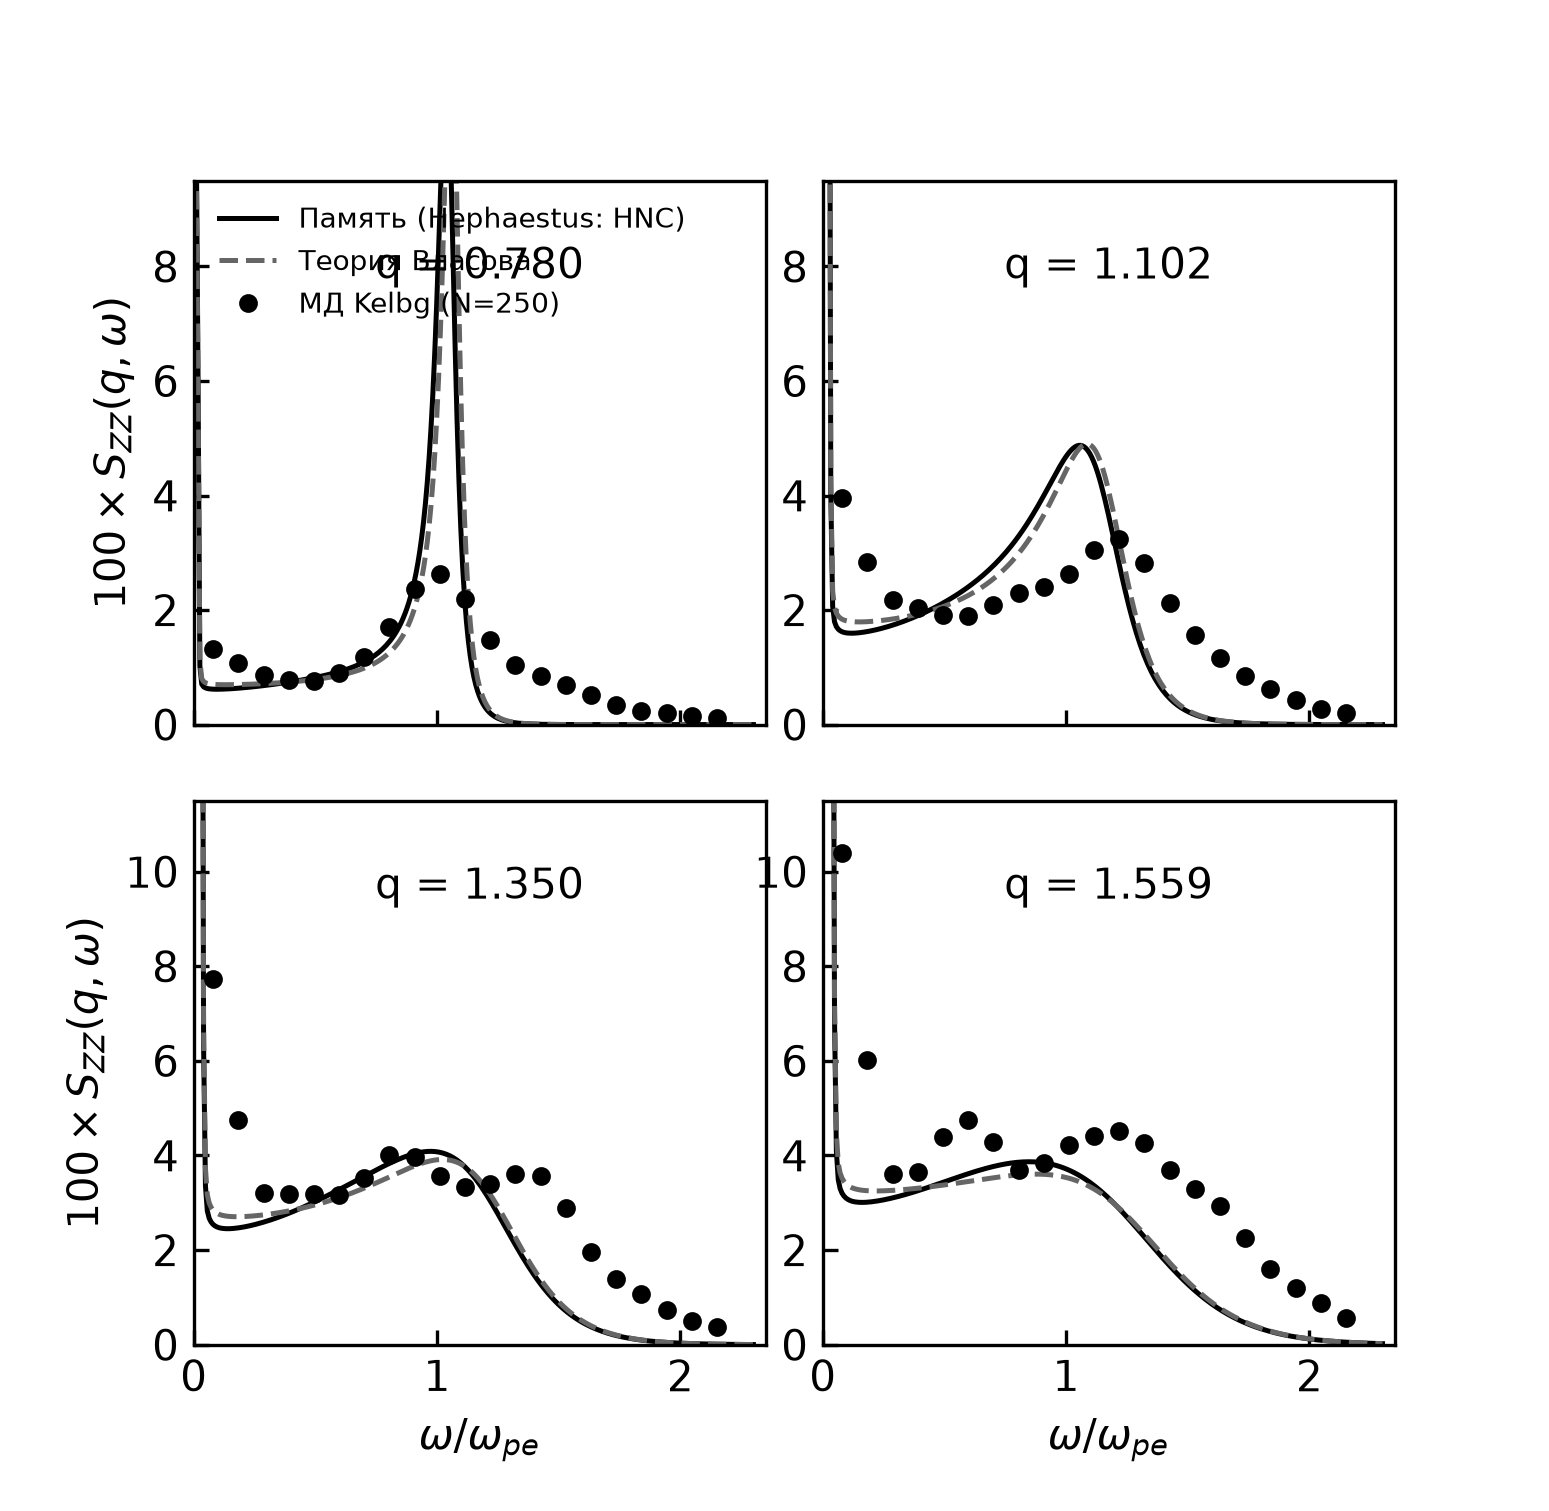 Память (Hephaestus: HNC)
Теория Власова
МД Kelbg (N=250)
q = 0.780
100 × S_ZZ(q, ω)
8
6
4
2
0
q = 1.102
8
6
4
2
0
q = 1.350
100 × S_ZZ(q, ω)
10
8
6
4
2
0
0 1 2
ω/ω_pe
q = 1.559
10
8
6
4
2
0
0 1 2
ω/ω_pe